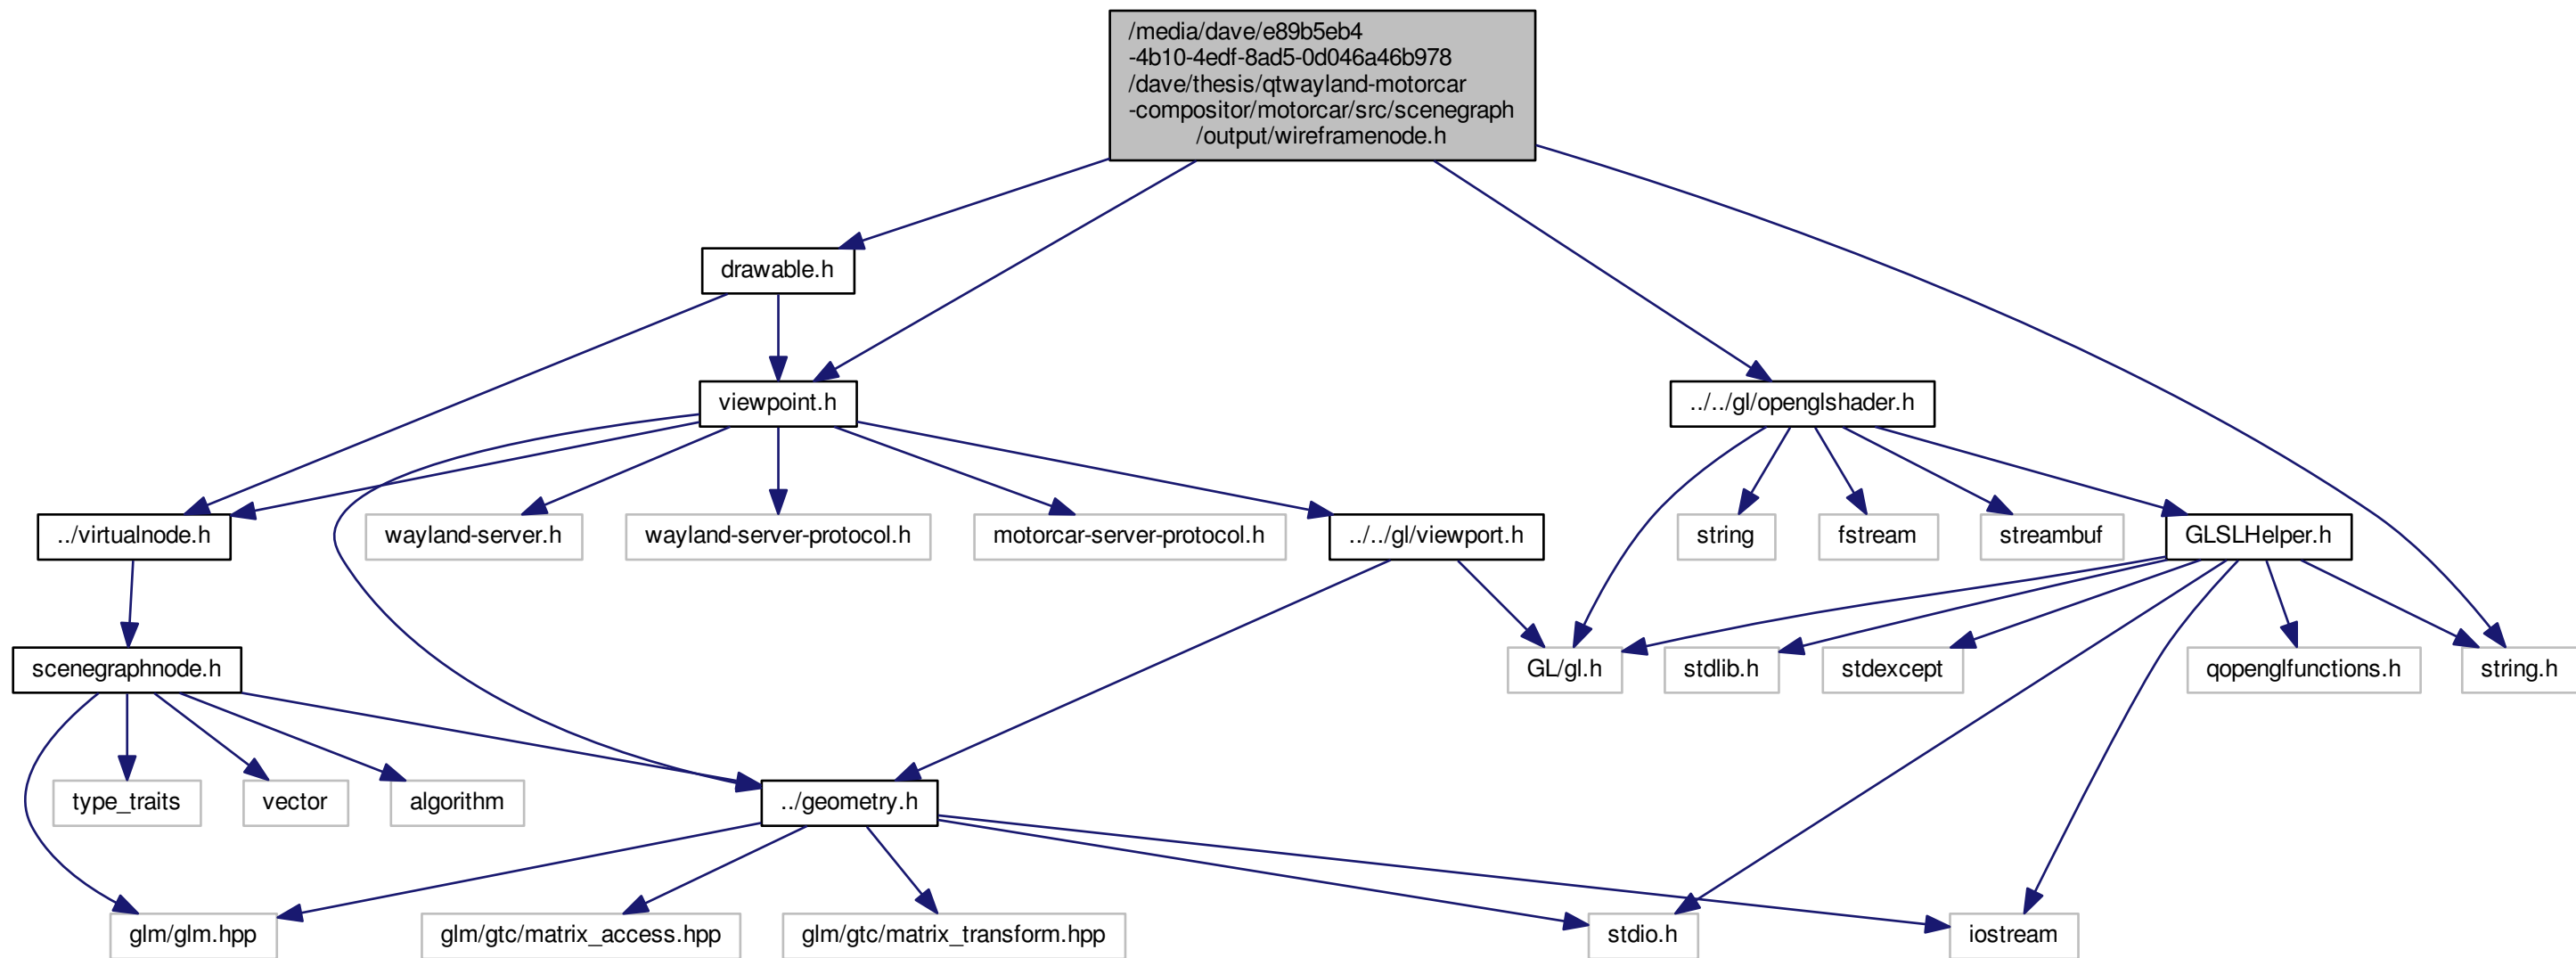 /media/dave/e89b5eb4
-4b10-4edf-8ad5-0d046a46b978
/dave/thesis/qtwayland-motorcar
-compositor/motorcar/src/scenegraph
/output/wireframenode.h
drawable.h
viewpoint.h
../../gl/openglshader.h
../virtualnode.h
wayland-server.h
wayland-server-protocol.h
motorcar-server-protocol.h
../../gl/viewport.h
string
fstream
streambuf
GLSLHelper.h
scenegraphnode.h
GL/gl.h
stdlib.h
stdexcept
qopenglfunctions.h
string.h
type_traits
vector
algorithm
../geometry.h
glm/glm.hpp
glm/gtc/matrix_access.hpp
glm/gtc/matrix_transform.hpp
stdio.h
iostream